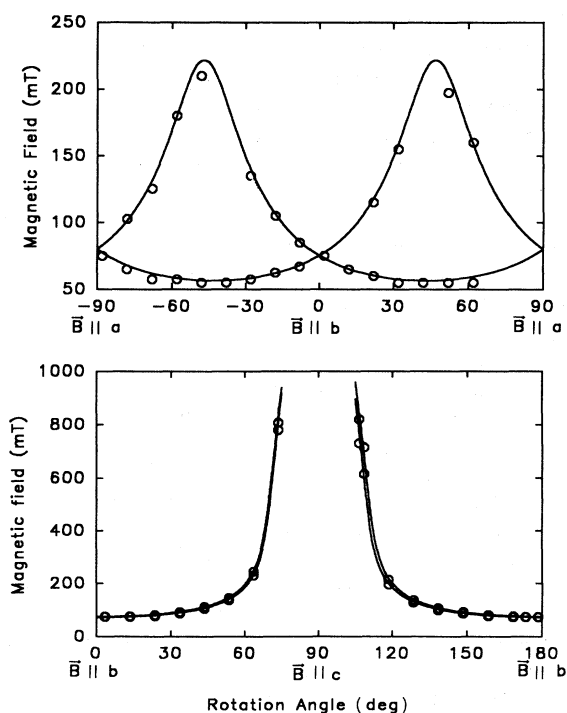 250
200
150
100
50
Magnetic Field (mT)
−90 −60 −30 0 30 60 90
B⃗ || a B⃗ || b B⃗ || a
1000
800
600
400
200
0
Magnetic field (mT)
0 30 60 90 120 150 180
B⃗ || b B⃗ || c B⃗ || b
Rotation Angle (deg)